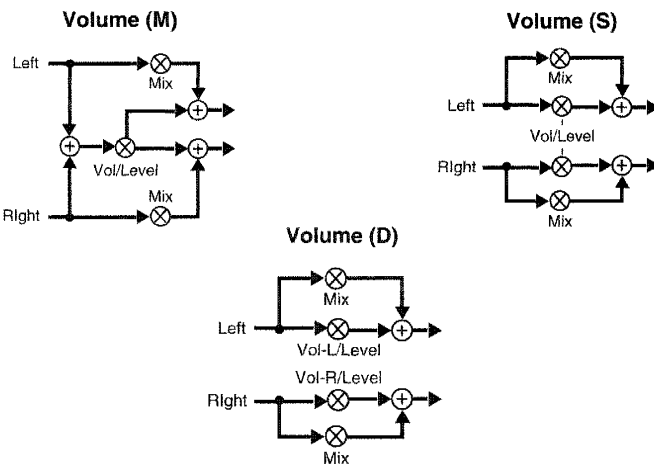 Volume (M)
Left
Mix
Vol/Level
Mix
RIght
Volume (S)
Mix
Left
Vol/Level
RIght
Mix
Volume (D)
Mix
Left
Vol-L/Level
Vol-R/Level
RIght
Mix